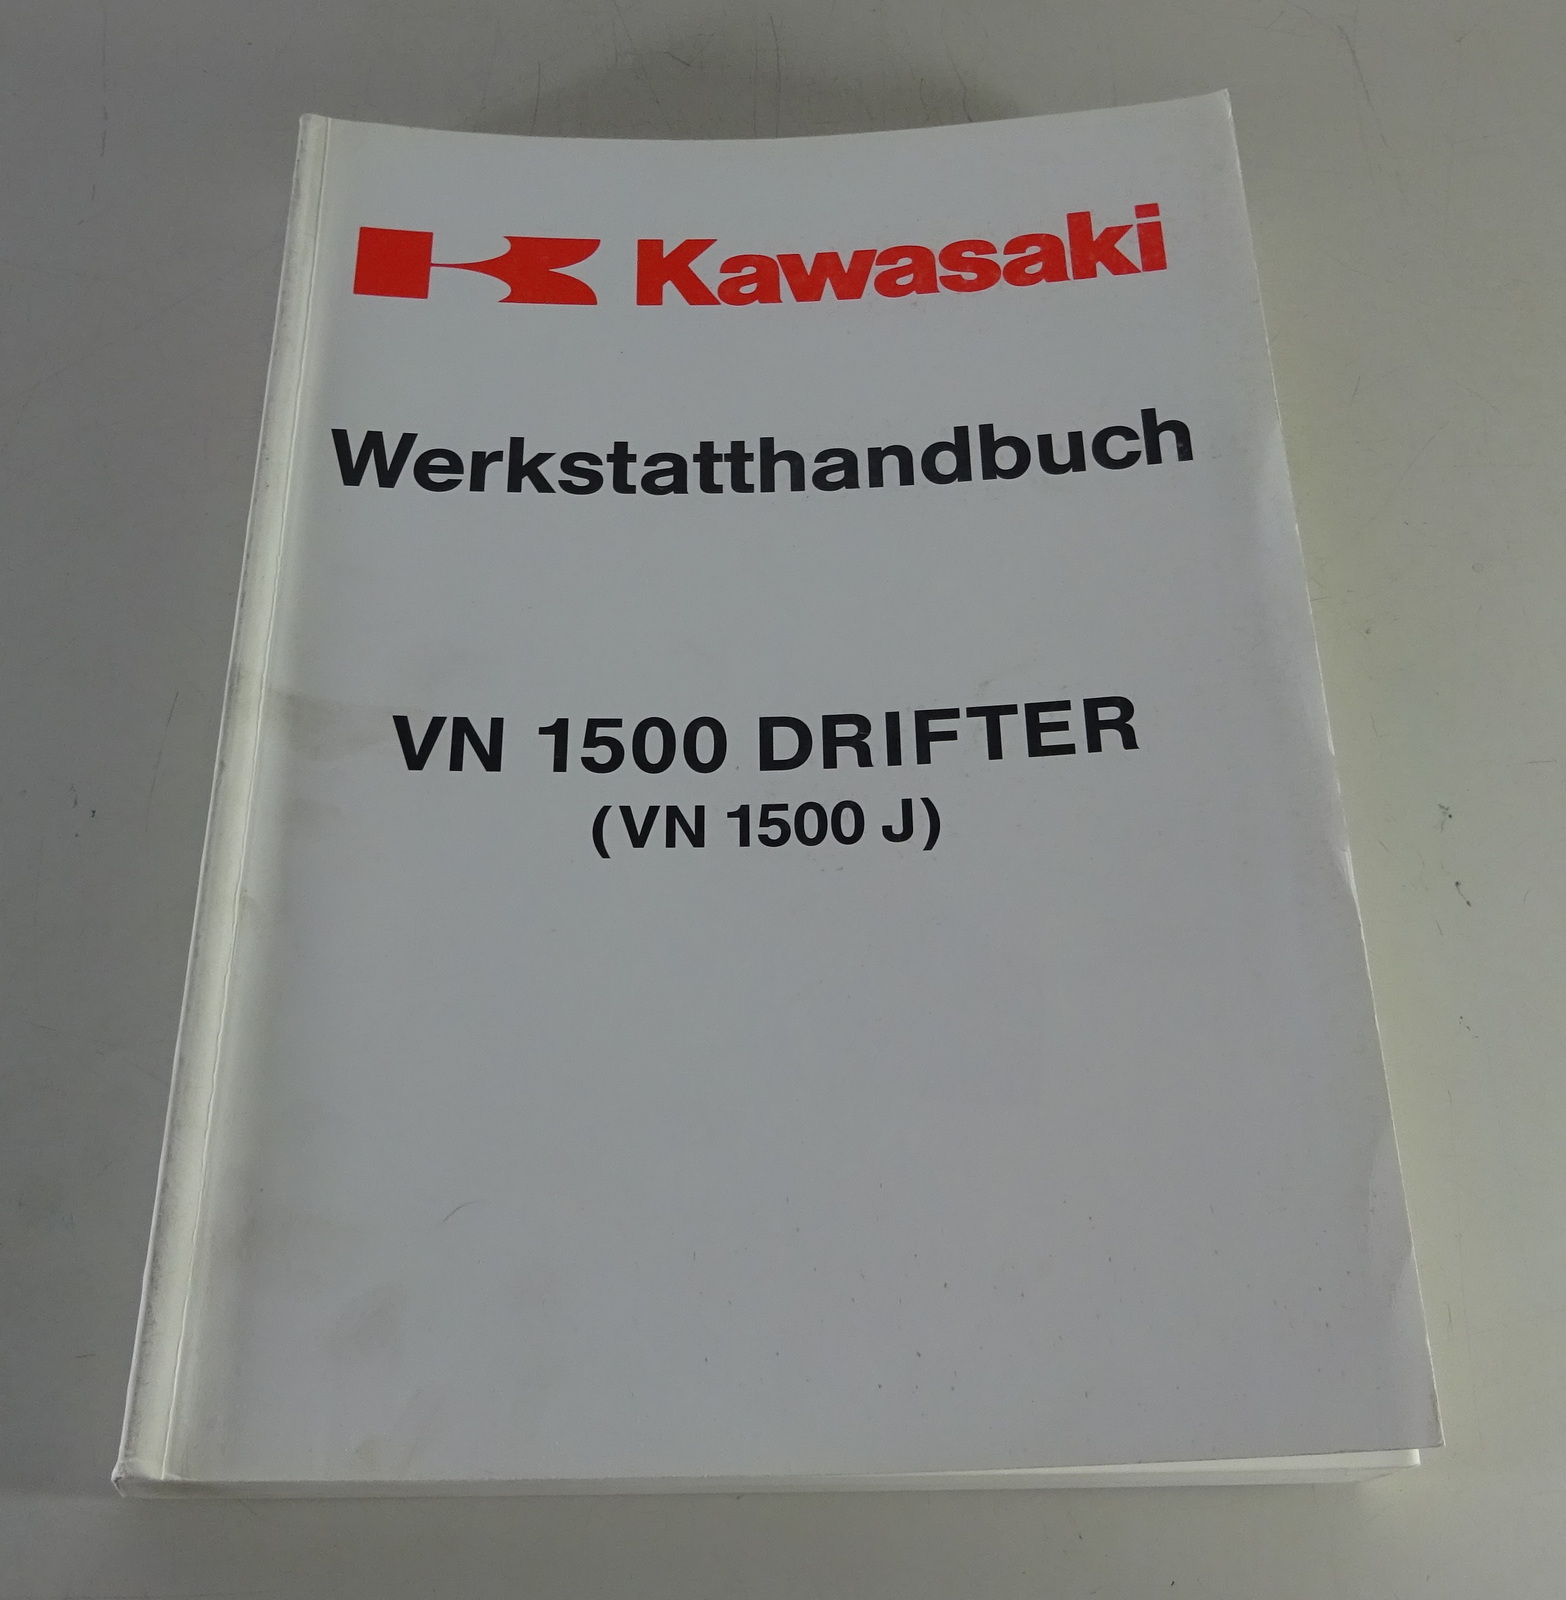 Kawasaki
Werkstatthandbuch
VN 1500 DRIFTER
(VN 1500 J)